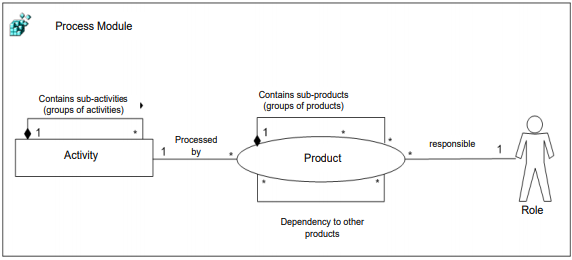 Process Module
Contains sub-activities
(groups of activities)
1 *
Activity
1
Processed
by
*
Contains sub-products
(groups of products)
1 * *
Product
* *
Dependency to other
products
*
responsible
1
Role